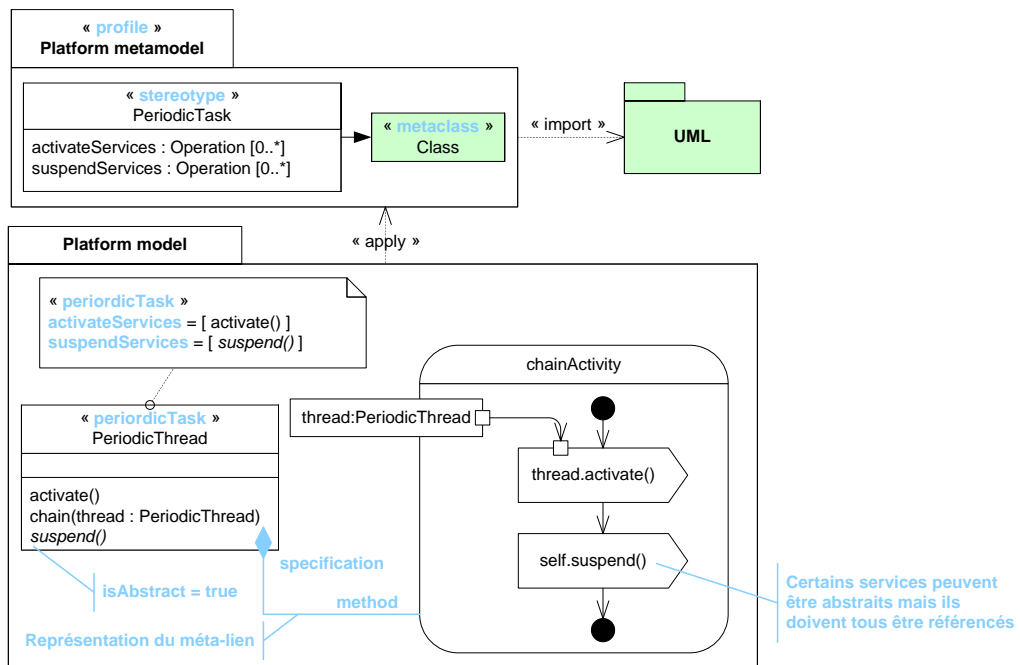 « profile »
Platform metamodel
« stereotype »
PeriodicTask
activateServices : Operation [0..*]
suspendServices : Operation [0..*]
« metaclass »
Class
« import »
UML
« apply »
Platform model
« periordicTask »
activateServices = [ activate() ]
suspendServices = [ suspend() ]
« periordicTask »
PeriodicThread
activate()
chain(thread : PeriodicThread)
suspend()
chainActivity
thread:PeriodicThread
thread.activate()
self.suspend()
specification
method
isAbstract = true
Représentation du méta-lien
Certains services peuvent
être abstraits mais ils
doivent tous être référencés